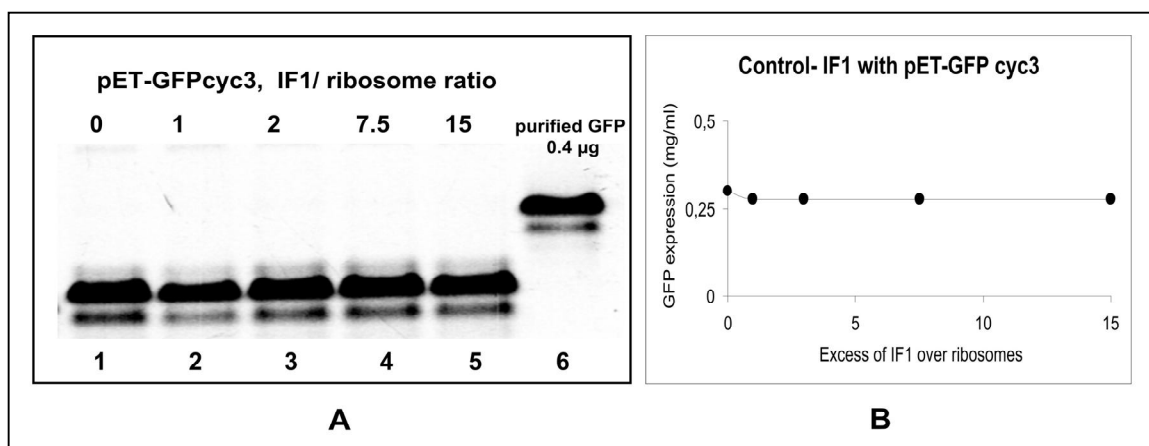 pET-GFPcyc3, IF1/ ribosome ratio
0 1 2 7.5 15 purified GFP
0.4 µg
1 2 3 4 5 6
A
Control- IF1 with pET-GFP cyc3
GFP expression (mg/ml)
0,5
0,25
0
0 5 10 15
Excess of IF1 over ribosomes
B